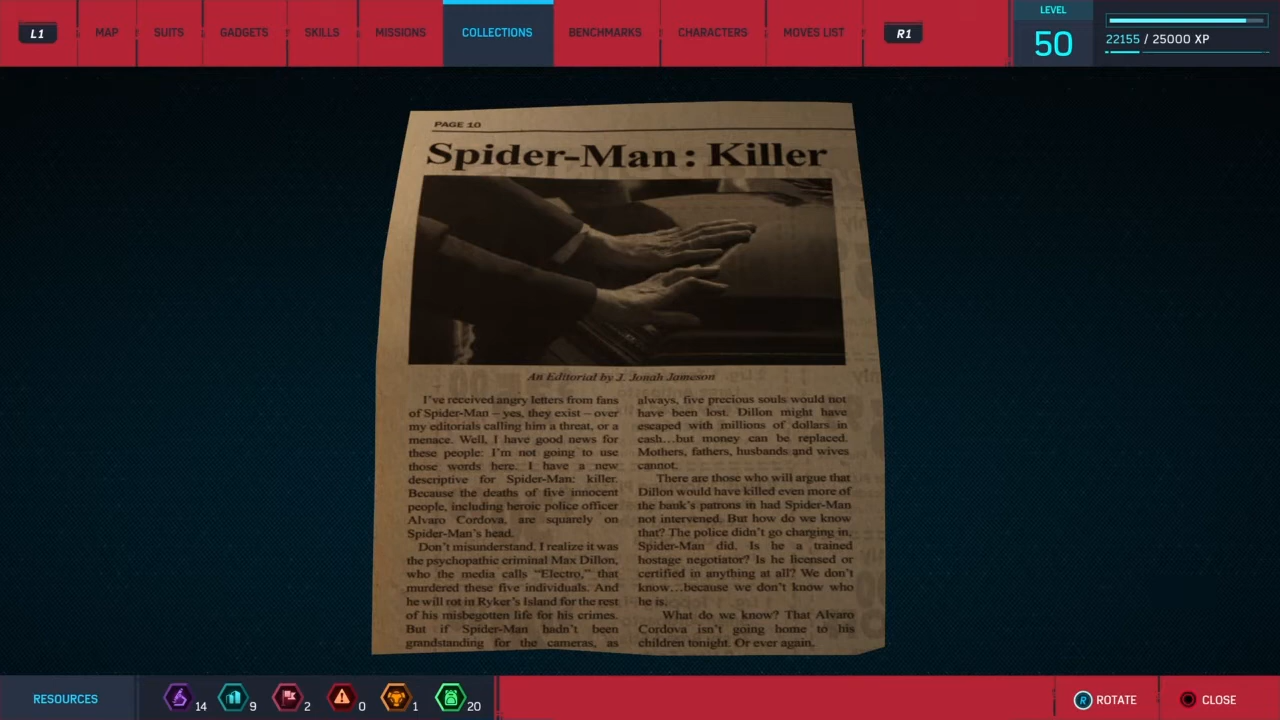 L1
MAP
SUITS
GADGETS
SKILLS
MISSIONS
COLLECTIONS
BENCHMARKS
CHARACTERS
MOVES LIST
R1
LEVEL
50
22155 / 25000 XP
PAGE 10
Spider-Man: Killer
An Editorial by J. Jonah Jameson
I've received angry letters from fans
of Spider-Man – yes, they exist – over
my editorials calling him a threat, or a
menace. Well, I have good news for
these people: I'm not going to use
those words here. I have a new
descriptive for Spider-Man: killer.
Because the deaths of five innocent
people, including heroic police officer
Alvaro Cordova, are squarely on
Spider-Man's head.
Don't misunderstand. I realize it was
the psychopathic criminal Max Dillon,
who the media calls "Electro," that
murdered these five individuals. And
he will rot in Ryker's Island for the rest
of his misbegotten life for his crimes.
But if Spider-Man hadn't been
grandstanding for the cameras, as
always, five precious souls would not
have been lost. Dillon might have
escaped with millions of dollars in
cash...but money can be replaced.
Mothers, fathers, husbands and wives
cannot.
There are those who will argue that
Dillon would have killed even more of
the bank's patrons in had Spider-Man
not intervened. But how do we know
that? The police didn't go charging in.
Spider-Man did. Is he a trained
hostage negotiator? Is he licensed or
certified in anything at all? We don't
know...because we don't know who
he is.
What do we know? That Alvaro
Cordova isn't going home to his
children tonight. Or ever again.
RESOURCES
14
9
2
0
1
20
R ROTATE
CLOSE